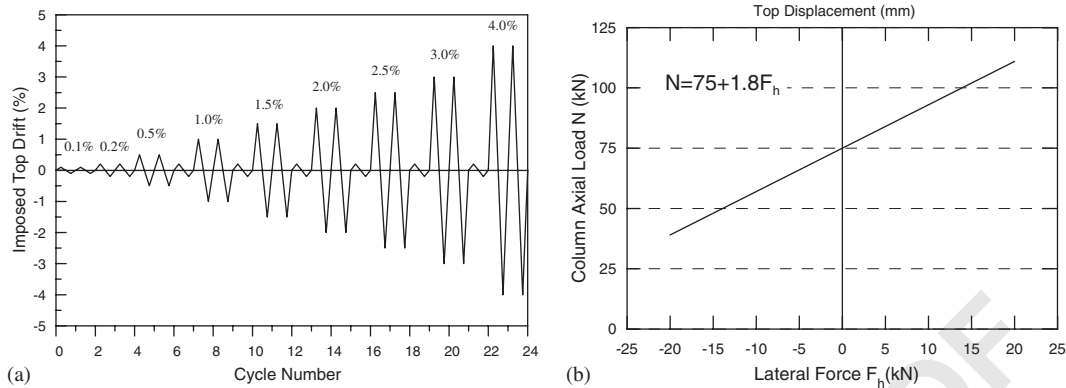 5
4
3
2
1
0
-1
-2
-3
-4
-5
Imposed Top Drift (%)
0.1% 0.2%
0.5%
1.0%
1.5%
2.0%
2.5%
3.0%
4.0%
0 2 4 6 8 10 12 14 16 18 20 22 24
Cycle Number
(a)
Top Displacement (mm)
125
100
75
50
25
0
Column Axial Load N (kN)
N=75+1.8Fh
-25 -20 -15 -10 -5 0 5 10 15 20 25
Lateral Force Fh(kN)
(b)